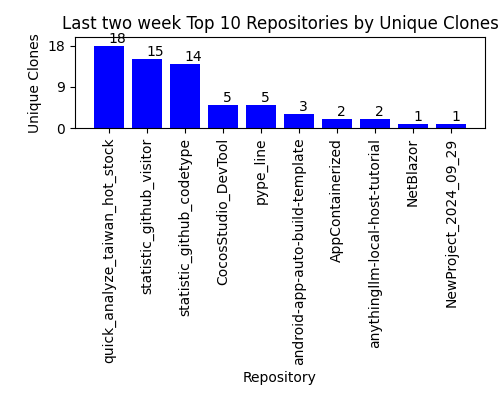 Last two week Top 10 Repositories by Unique Clones
Unique Clones
18
9
0
18
15
14
5
5
3
2
2
1
1
quick_analyze_taiwan_hot_stock
statistic_github_visitor
statistic_github_codetype
CocosStudio_DevTool
pype_line
android-app-auto-build-template
AppContainerized
anythingllm-local-host-tutorial
NetBlazor
NewProject_2024_09_29
Repository